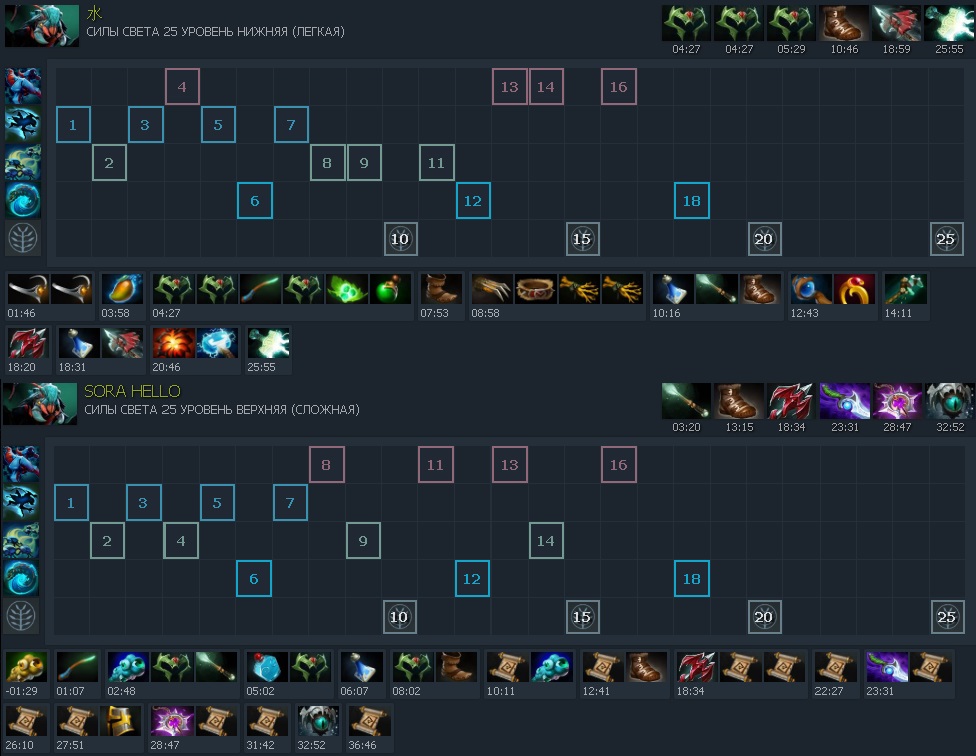 水
СИЛЫ СВЕТА 25 УРОВЕНЬ НИЖНЯЯ (ЛЕГКАЯ)
04:27 04:27 05:29 10:46 18:59 25:55
4 13 14 16
1 3 5 7
2 8 9 11
6 12 18
10 15 20 25
01:46 03:58 04:27 07:53 08:58 10:16 12:43 14:11
18:20 18:31 20:46 25:55
SORA HELLO
СИЛЫ СВЕТА 25 УРОВЕНЬ ВЕРХНЯЯ (СЛОЖНАЯ)
03:20 13:15 18:34 23:31 28:47 32:52
8 11 13 16
1 3 5 7
2 4 9 14
6 12 18
10 15 20 25
-01:29 01:07 02:48 05:02 06:07 08:02 10:11 12:41 18:34 22:27 23:31
26:10 27:51 28:47 31:42 32:52 36:46